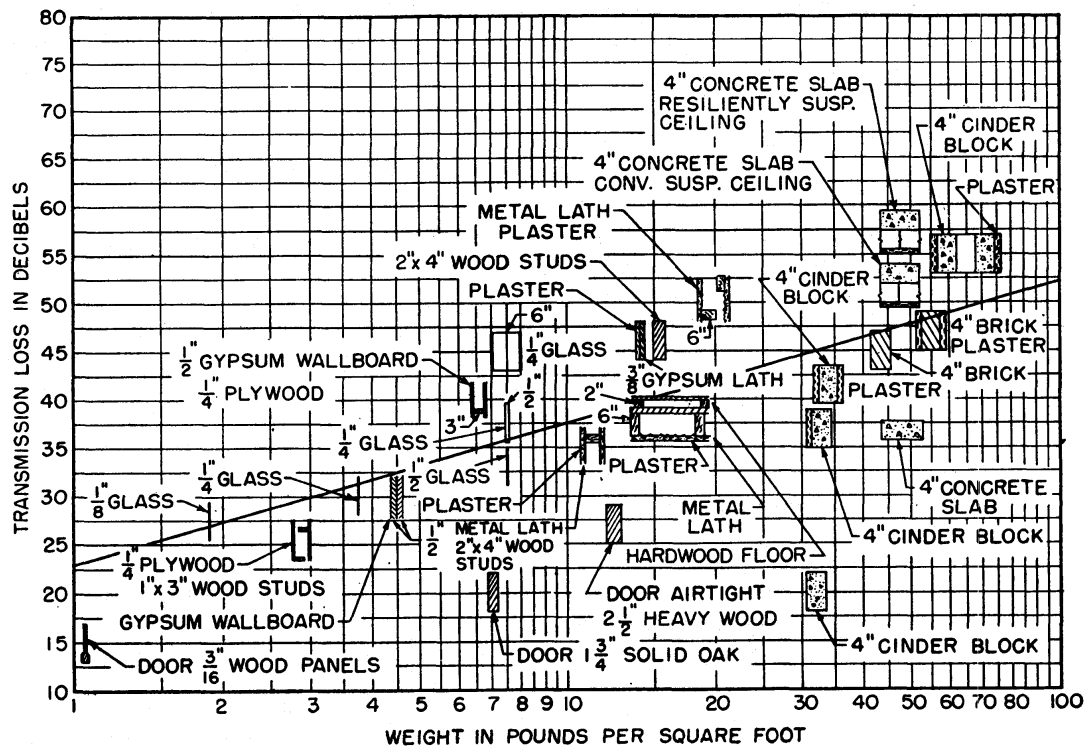 80
75
70
65
60
55
50
45
40
35
30
25
20
15
10
TRANSMISSION LOSS IN DECIBELS
4" CONCRETE SLAB
RESILIENTLY SUSP.
CEILING
4" CINDER
BLOCK
4" CONCRETE SLAB
CONV. SUSP. CEILING
PLASTER
METAL LATH
PLASTER
2"x 4" WOOD STUDS
PLASTER
4" CINDER
BLOCK
6"
6"
1/4" GLASS
1/2" GYPSUM WALLBOARD
1/4" PLYWOOD
1/2"
3/8" GYPSUM LATH
2"
6"
4" BRICK
PLASTER
4" BRICK
PLASTER
3"
1/4" GLASS
1/4" GLASS
1/2" GLASS
1/8" GLASS
PLASTER
PLASTER
METAL
LATH
4" CONCRETE
SLAB
1/2"
METAL LATH
2"x 4" WOOD
STUDS
HARDWOOD FLOOR
4" CINDER BLOCK
1/4" PLYWOOD
1"x 3" WOOD STUDS
GYPSUM WALLBOARD
DOOR AIRTIGHT
2 1/2" HEAVY WOOD
DOOR 3/16" WOOD PANELS
DOOR 1 3/4" SOLID OAK
4" CINDER BLOCK
1 2 3 4 5 6 7 8 9 10 20 30 40 50 60 70 80 100
WEIGHT IN POUNDS PER SQUARE FOOT